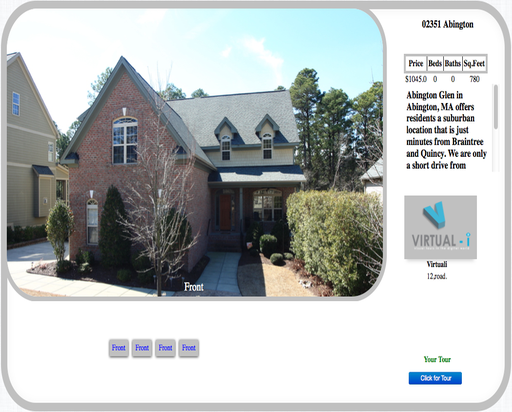 02351 Abington
Price Beds Baths Sq.Feet
$1045.0 0 0 780
Abington Glen in
Abington, MA offers
residents a suburban
location that is just
minutes from Braintree
and Quincy. We are only
a short drive from
VIRTUAL - i
Virtuali
12,road.
Front
Front Front Front Front
Your Tour
Click for Tour